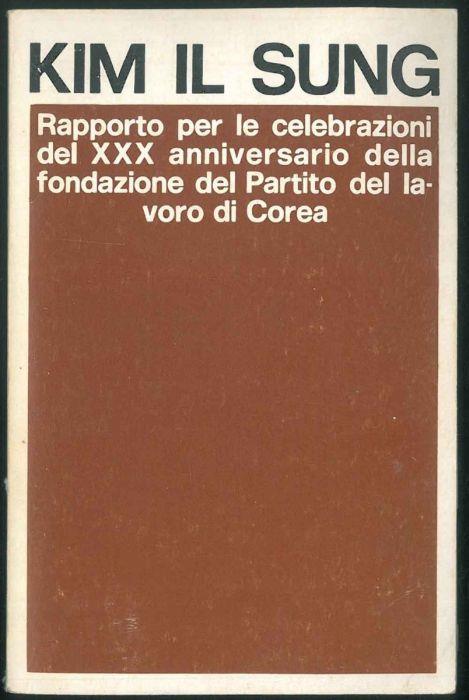 KIM IL SUNG
Rapporto per le celebrazioni
del XXX anniversario della
fondazione del Partito del la-
voro di Corea